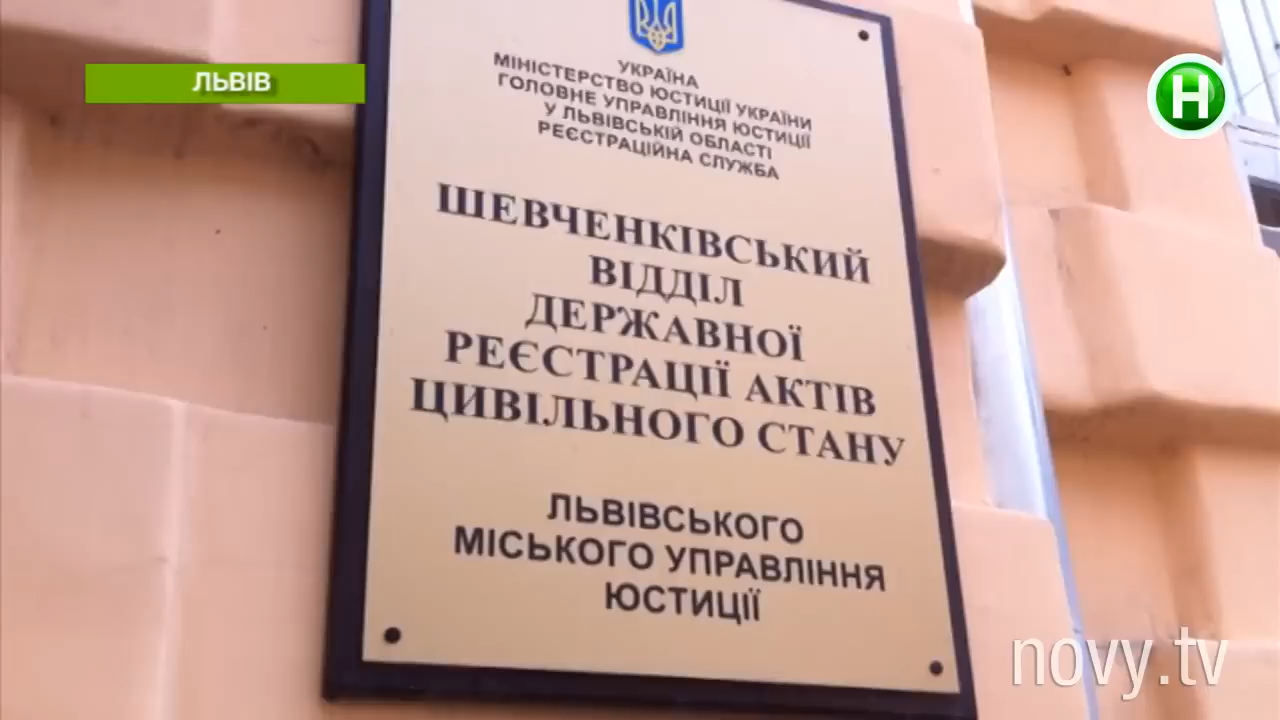 ЛЬВІВ
Н
УКРАЇНА
МІНІСТЕРСТВО ЮСТИЦІЇ УКРАЇНИ
ГОЛОВНЕ УПРАВЛІННЯ ЮСТИЦІЇ
У ЛЬВІВСЬКІЙ ОБЛАСТІ
РЕЄСТРАЦІЙНА СЛУЖБА
ШЕВЧЕНКІВСЬКИЙ
ВІДДІЛ
ДЕРЖАВНОЇ
РЕЄСТРАЦІЇ АКТІВ
ЦИВІЛЬНОГО СТАНУ
ЛЬВІВСЬКОГО
МІСЬКОГО УПРАВЛІННЯ
ЮСТИЦІЇ
novy.tv